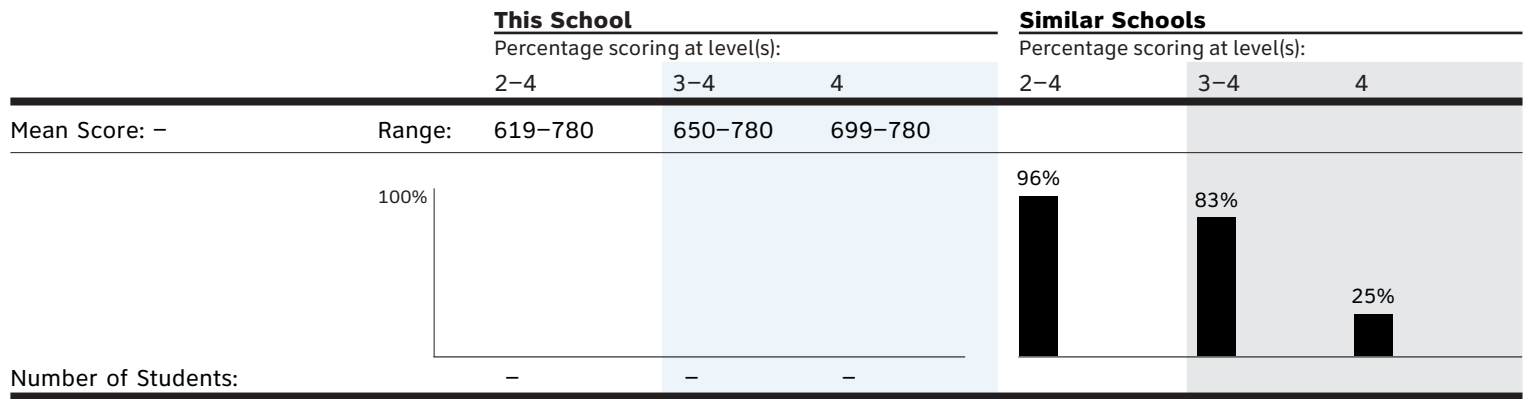 This School Similar Schools
Percentage scoring at level(s): Percentage scoring at level(s):
2–4 3–4 4 2–4 3–4 4
Mean Score: – Range: 619–780 650–780 699–780
96%
100% 83%
25%
Number of Students: – – –